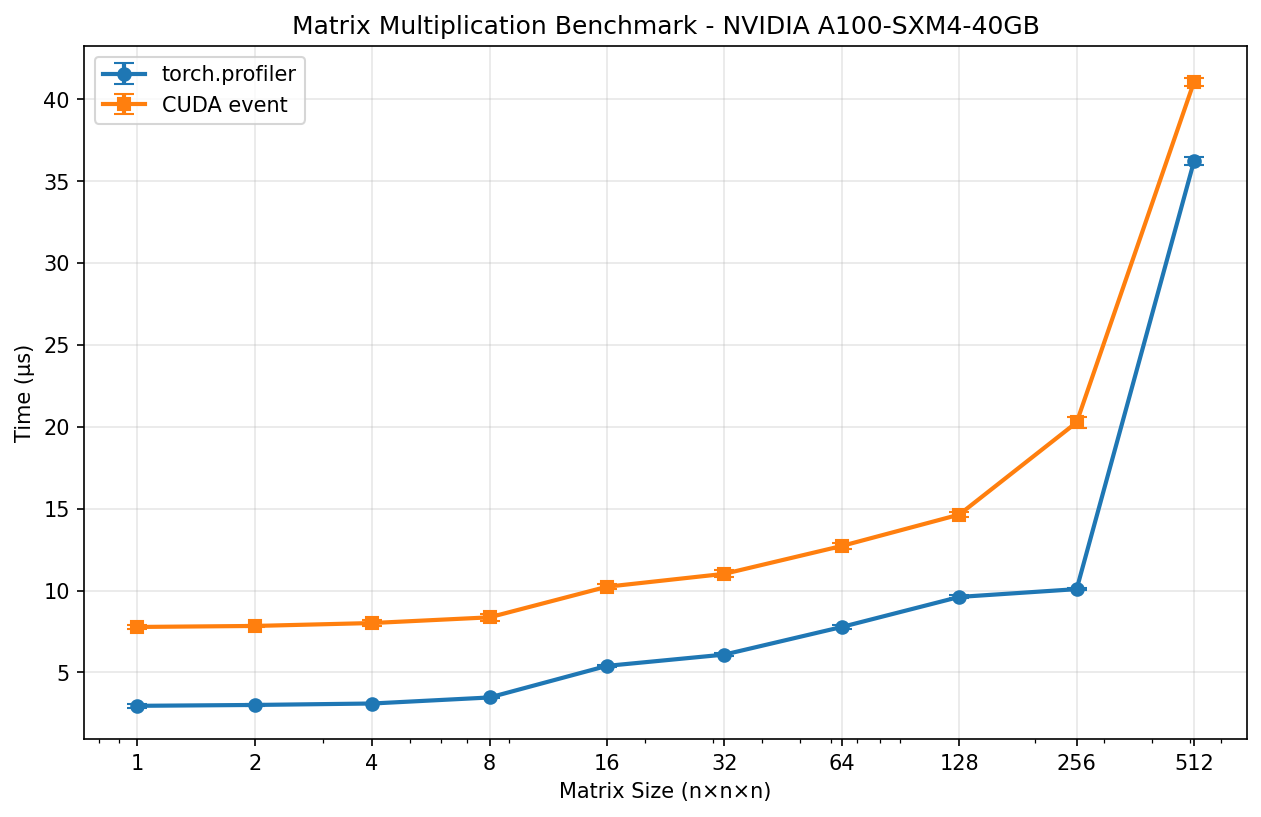 Matrix Multiplication Benchmark - NVIDIA A100-SXM4-40GB
torch.profiler
CUDA event
40
35
30
25
20
15
10
5
Time (µs)
1 2 4 8 16 32 64 128 256 512
Matrix Size (n×n×n)